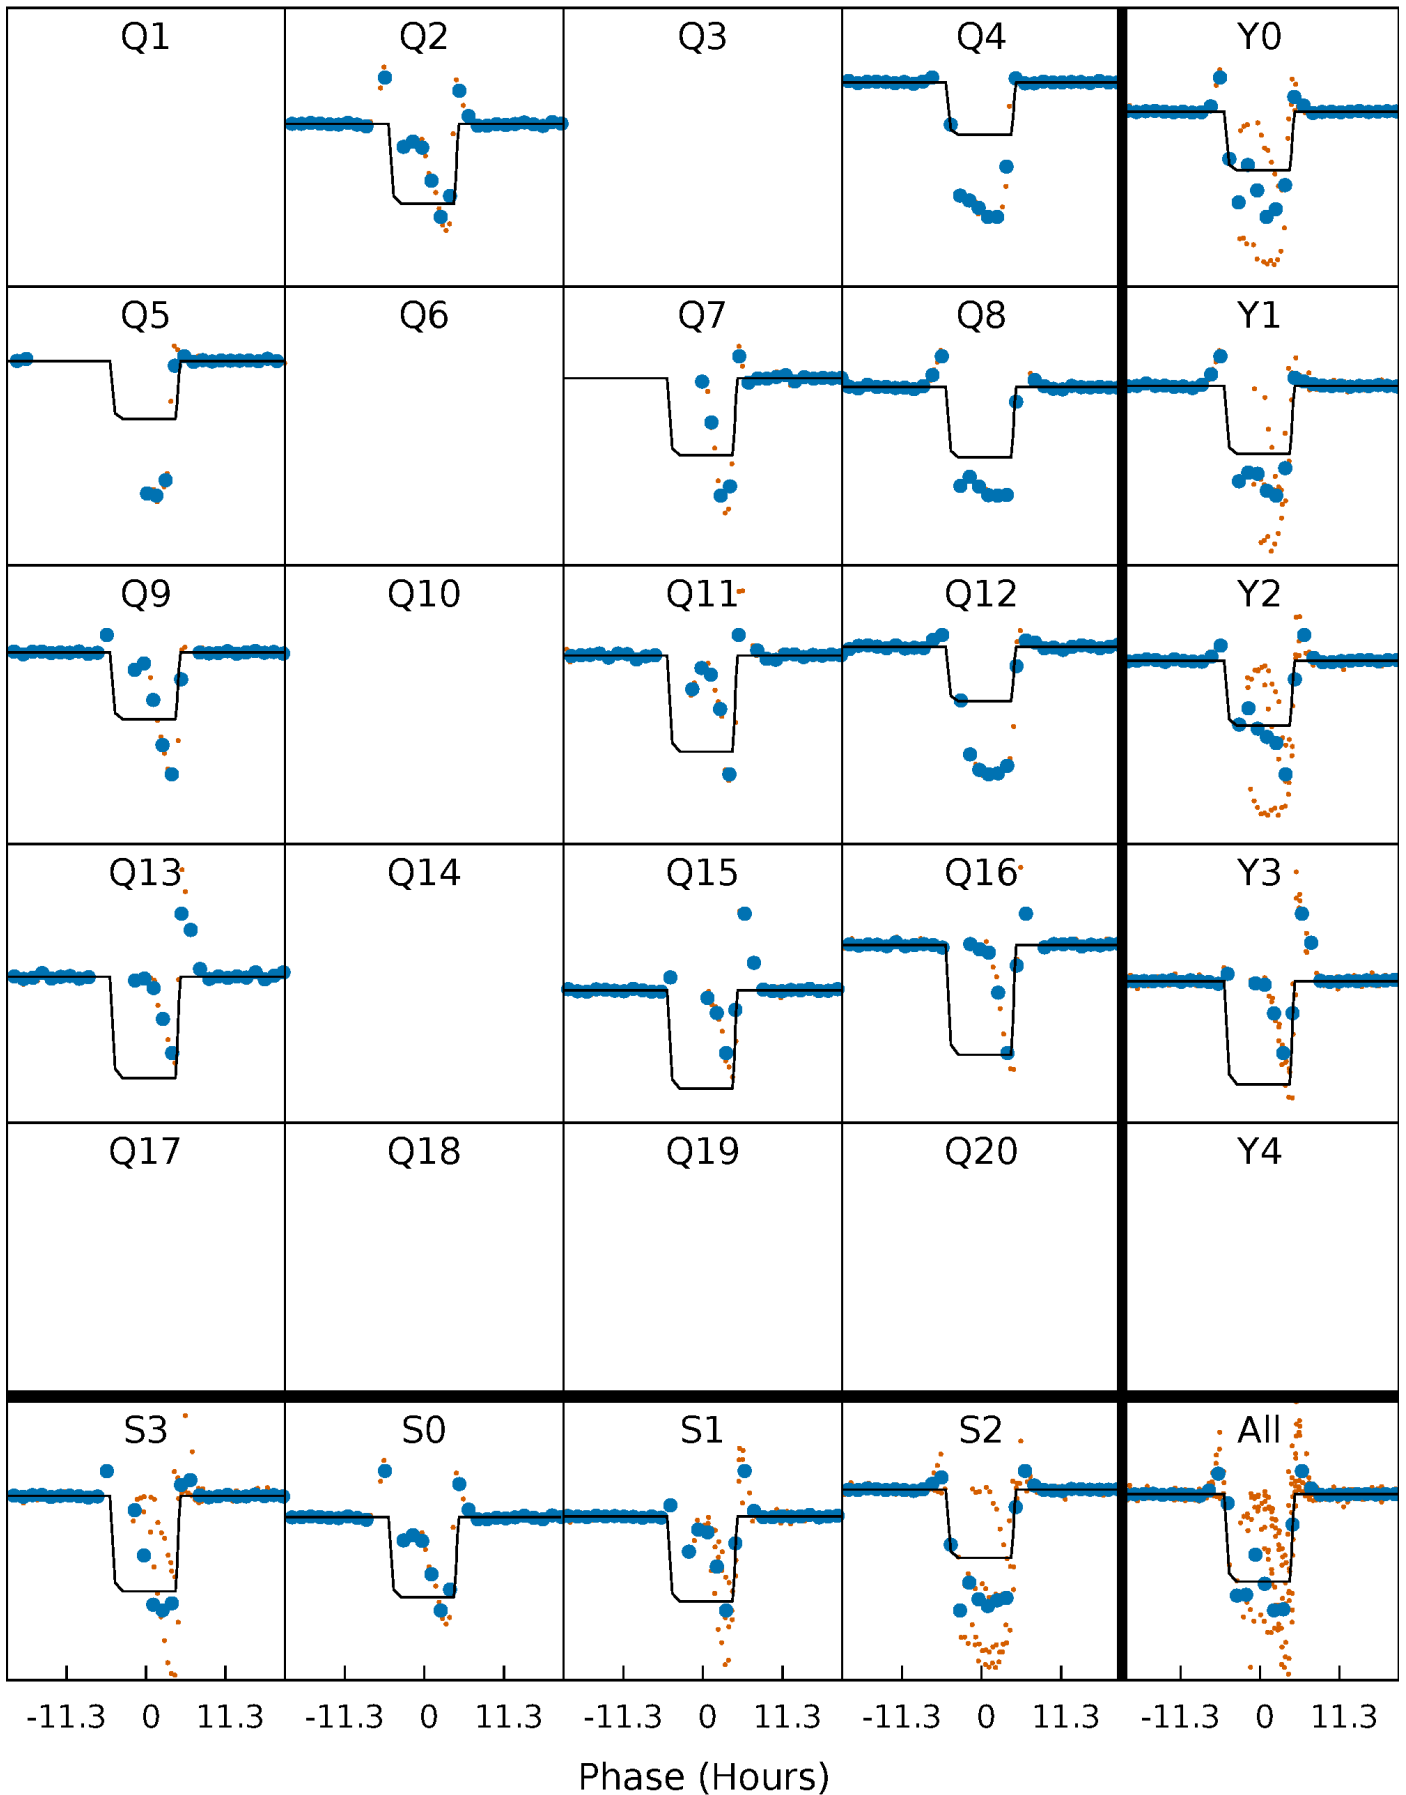 Q1 Q2 Q3 Q4 Y0
Q5 Q6 Q7 Q8 Y1
Q9 Q10 Q11 Q12 Y2
Q13 Q14 Q15 Q16 Y3
Q17 Q18 Q19 Q20 Y4
S3 S0 S1 S2 All
-11.3 0 11.3 -11.3 0 11.3 -11.3 0 11.3 -11.3 0 11.3 -11.3 0 11.3
Phase (Hours)